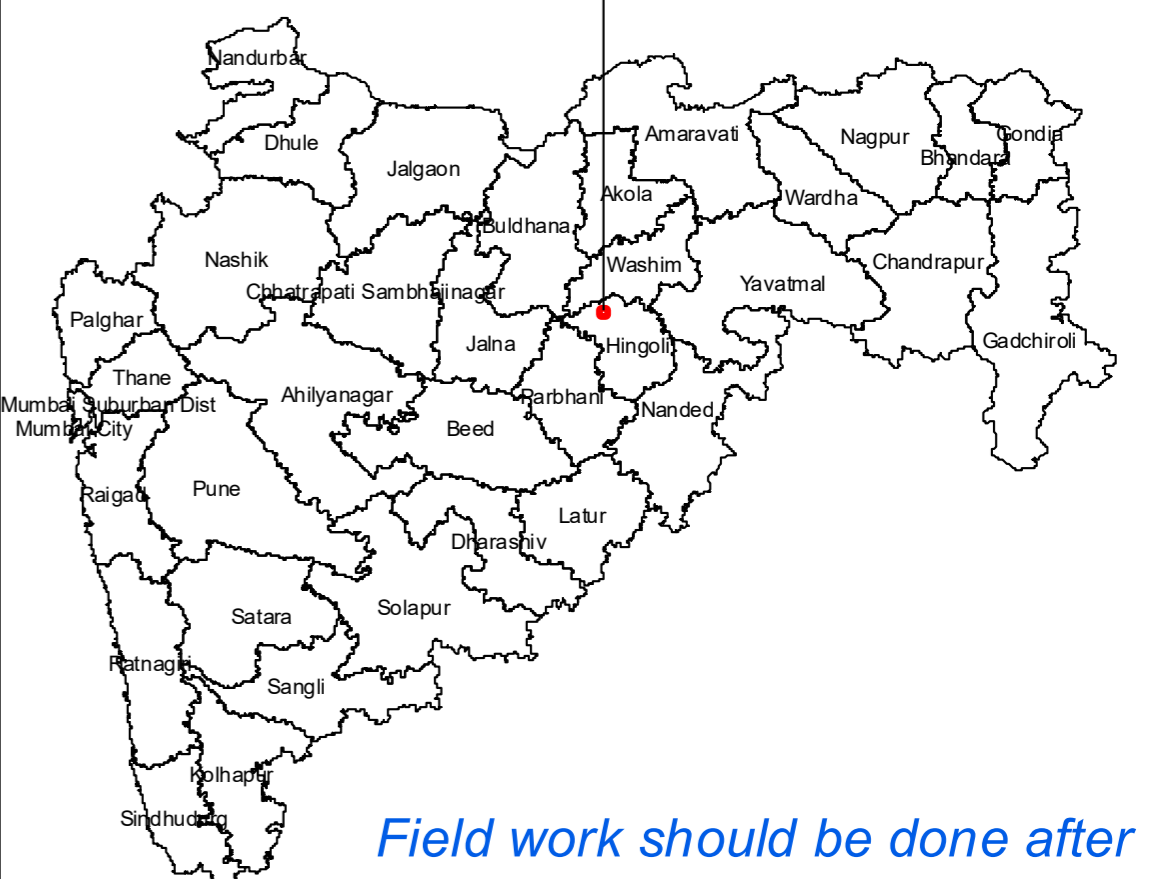 Nandurbar
Dhule
Jalgaon
Amaravati
Nagpur
Gondia
Bhandara
Akola
Wardha
Buldhana
Nashik
Washim
Chandrapur
Yavatmal
Chhatrapati Sambhajinagar
Palghar
Jalna
Hingoli
Gadchiroli
Thane
Ahilyanagar
Parbhani
Mumbai Suburban Dist
Nanded
Mumbai City
Beed
Raigad
Pune
Latur
Dharashiv
Satara
Solapur
Ratnagiri
Sangli
Kolhapur
Sindhudurg
Field work should be done after